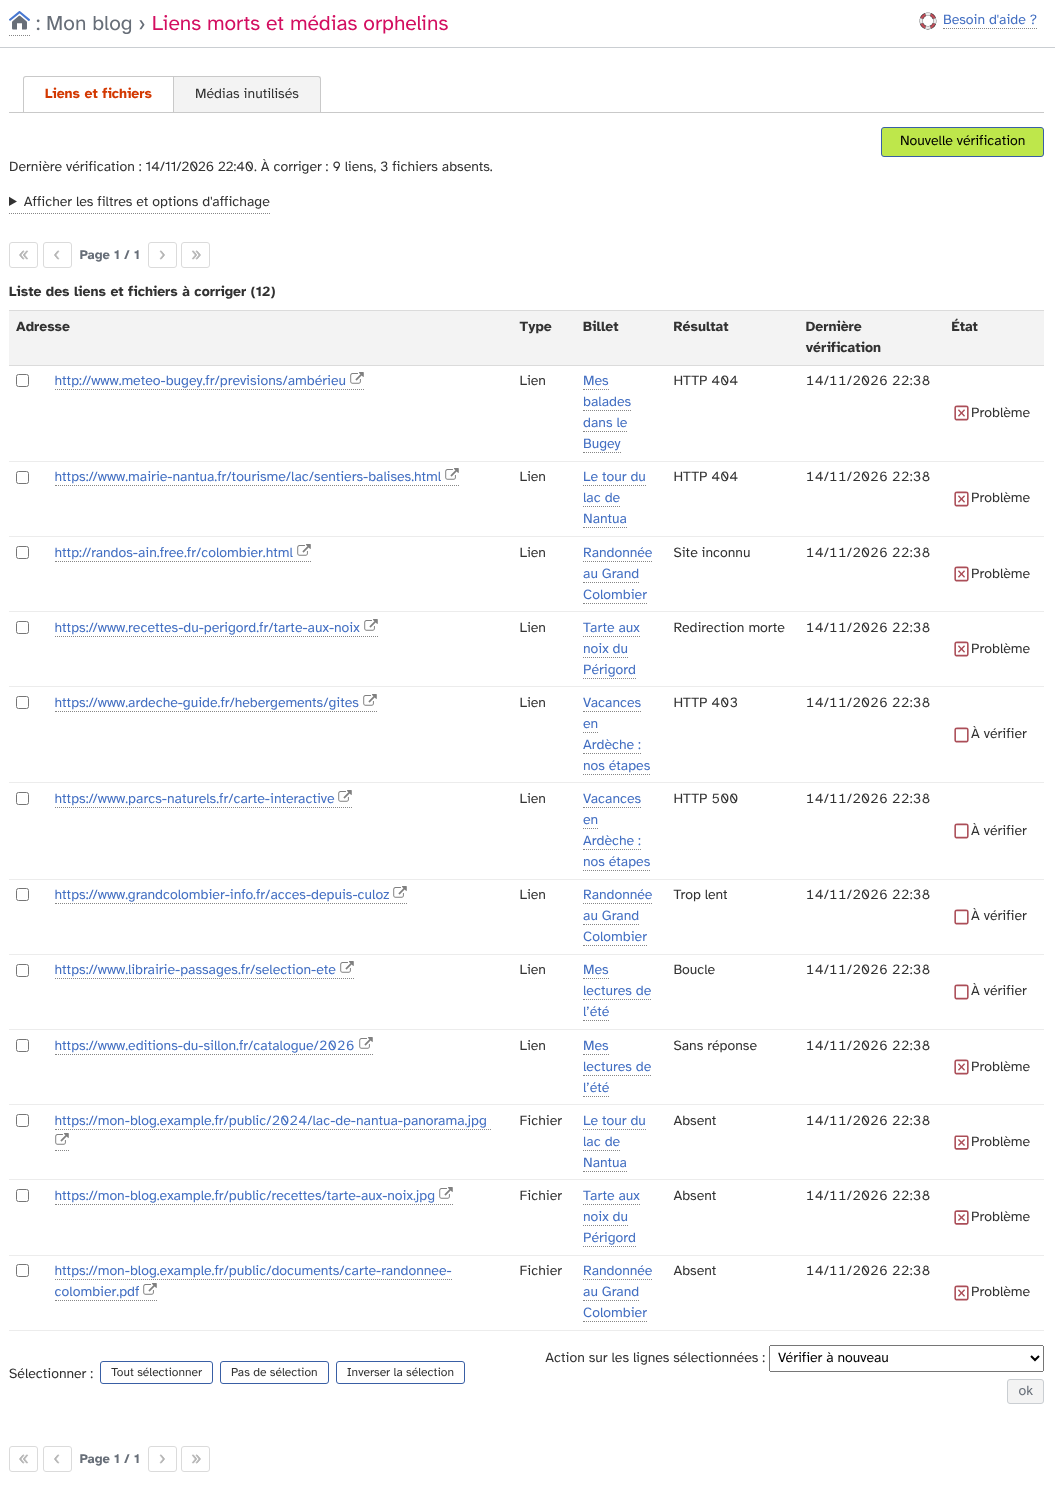 : Mon blog › Liens morts et médias orphelins
Besoin d'aide ?
Liens et fichiers
Médias inutilisés
Nouvelle vérification
Dernière vérification : 14/11/2026 22:40. À corriger : 9 liens, 3 fichiers absents.
Afficher les filtres et options d'affichage
« ‹ Page 1 / 1 › »
Liste des liens et fichiers à corriger (12)
Adresse Type Billet Résultat Dernière vérification État
http://www.meteo-bugey.fr/previsions/ambérieu Lien Mes balades dans le Bugey HTTP 404 14/11/2026 22:38 Problème
https://www.mairie-nantua.fr/tourisme/lac/sentiers-balises.html Lien Le tour du lac de Nantua HTTP 404 14/11/2026 22:38 Problème
http://randos-ain.free.fr/colombier.html Lien Randonnée au Grand Colombier Site inconnu 14/11/2026 22:38 Problème
https://www.recettes-du-perigord.fr/tarte-aux-noix Lien Tarte aux noix du Périgord Redirection morte 14/11/2026 22:38 Problème
https://www.ardeche-guide.fr/hebergements/gites Lien Vacances en Ardèche : nos étapes HTTP 403 14/11/2026 22:38 À vérifier
https://www.parcs-naturels.fr/carte-interactive Lien Vacances en Ardèche : nos étapes HTTP 500 14/11/2026 22:38 À vérifier
https://www.grandcolombier-info.fr/acces-depuis-culoz Lien Randonnée au Grand Colombier Trop lent 14/11/2026 22:38 À vérifier
https://www.librairie-passages.fr/selection-ete Lien Mes lectures de l'été Boucle 14/11/2026 22:38 À vérifier
https://www.editions-du-sillon.fr/catalogue/2026 Lien Mes lectures de l'été Sans réponse 14/11/2026 22:38 Problème
https://mon-blog.example.fr/public/2024/lac-de-nantua-panorama.jpg Fichier Le tour du lac de Nantua Absent 14/11/2026 22:38 Problème
https://mon-blog.example.fr/public/recettes/tarte-aux-noix.jpg Fichier Tarte aux noix du Périgord Absent 14/11/2026 22:38 Problème
https://mon-blog.example.fr/public/documents/carte-randonnee-colombier.pdf Fichier Randonnée au Grand Colombier Absent 14/11/2026 22:38 Problème
Sélectionner : Tout sélectionner Pas de sélection Inverser la sélection
Action sur les lignes sélectionnées : Vérifier à nouveau
ok
« ‹ Page 1 / 1 › »